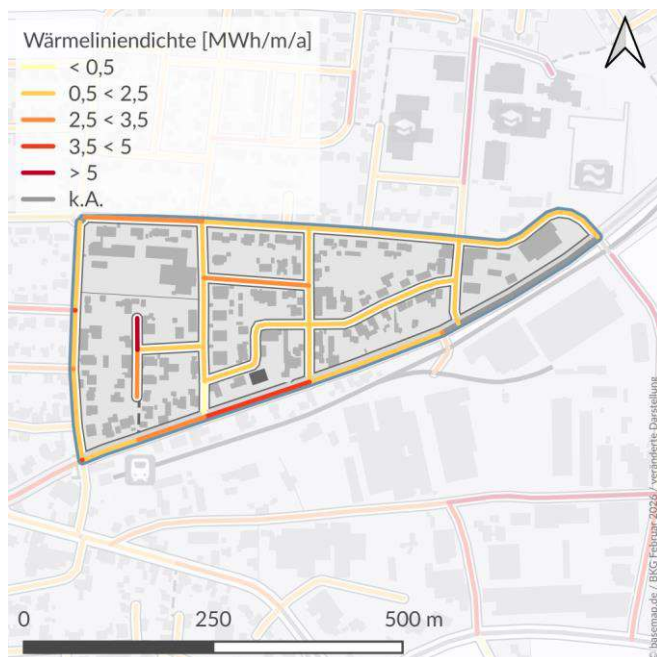 Wärmeliniendichte [MWh/m/a]
< 0,5
0,5 < 2,5
2,5 < 3,5
3,5 < 5
> 5
k.A.
0 250 500 m
© basemap.de / BKG Februar 2026 / veränderte Darstellung